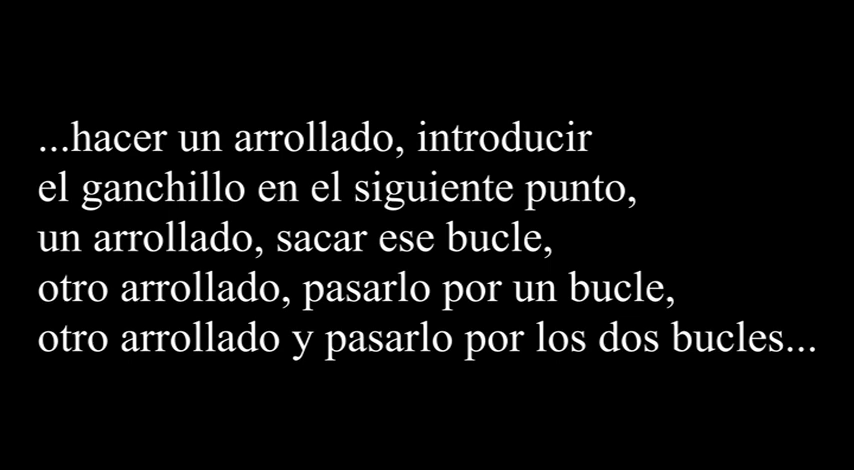 ...hacer un arrollado, introducir
el ganchillo en el siguiente punto,
un arrollado, sacar ese bucle,
otro arrollado, pasarlo por un bucle,
otro arrollado y pasarlo por los dos bucles...